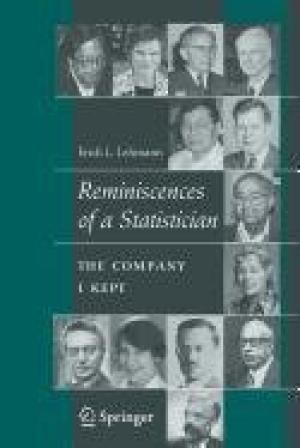 Erich L. Lehmann
Reminiscences
of a Statistician
THE COMPANY
I KEPT
Springer